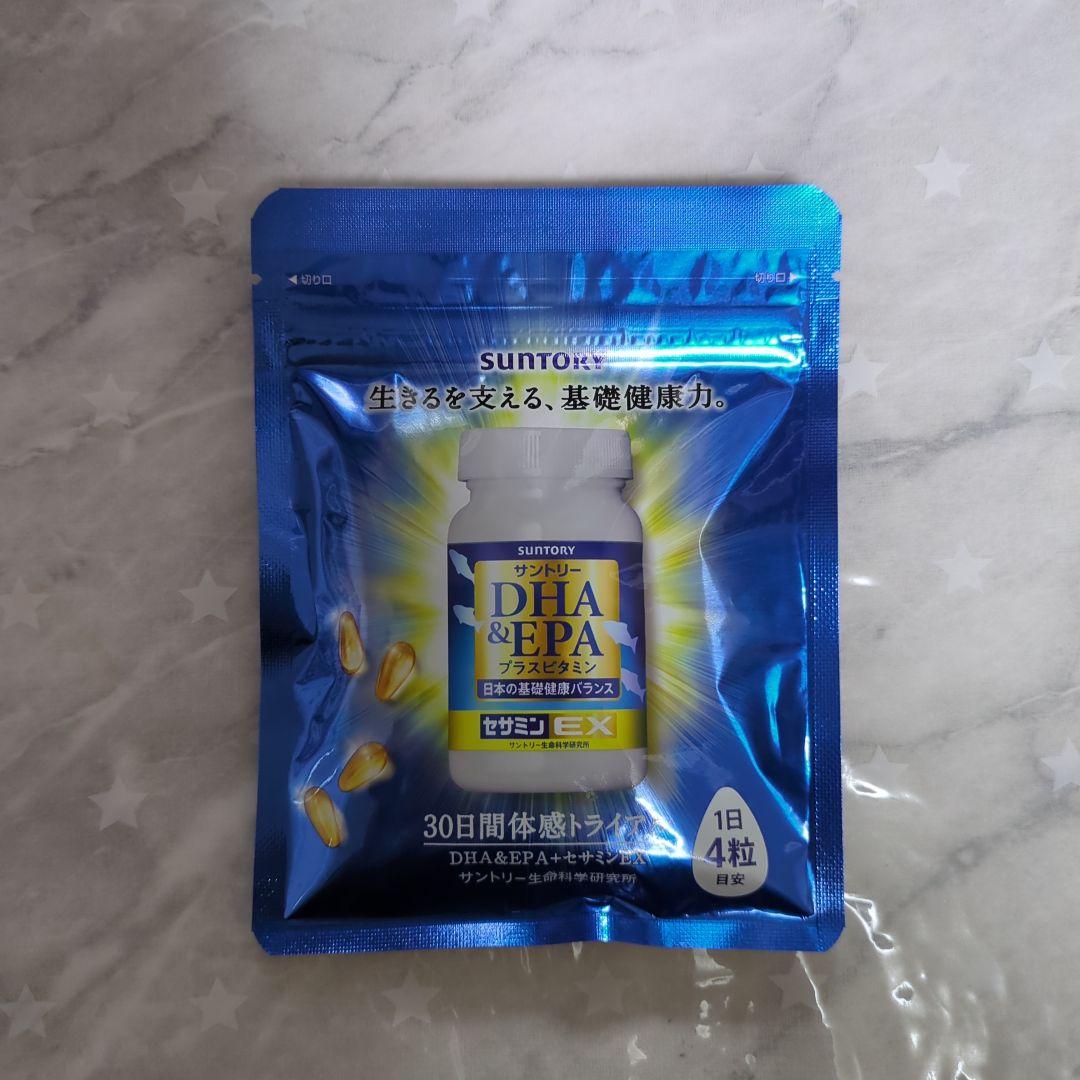 ◀切り口
切り口▶
SUNTORY
生きるを支える、基礎健康力。
SUNTORY
サントリー
DHA
&EPA
プラスビタミン
日本の基礎健康バランス
セサミンEX
サントリー生命科学研究所
30日間体感トライア
DHA&EPA+セサミンEX
サントリー生命科学研究所
1日
4粒
目安